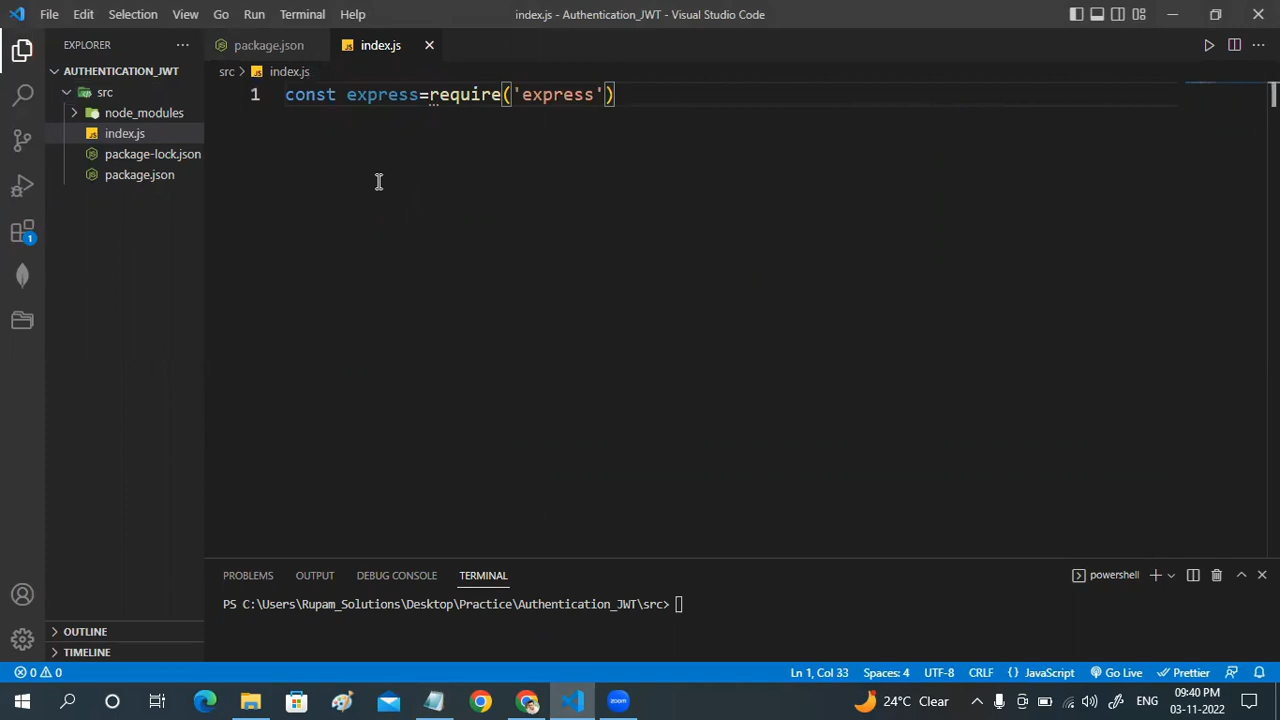 File Edit Selection View Go Run Terminal Help index.js - Authentication_JWT - Visual Studio Code
EXPLORER package.json index.js
AUTHENTICATION_JWT src > index.js
src
node_modules
index.js
package-lock.json
package.json
1 const express=require('express')
PROBLEMS OUTPUT DEBUG CONSOLE TERMINAL powershell
PS C:\Users\Rupam_Solutions\Desktop\Practice\Authentication_JWT\src>
OUTLINE
TIMELINE
1
0 0 Ln 1, Col 33 Spaces: 4 UTF-8 CRLF {} JavaScript Go Live Prettier
zoom 24°C Clear ENG 09:40 PM
03-11-2022